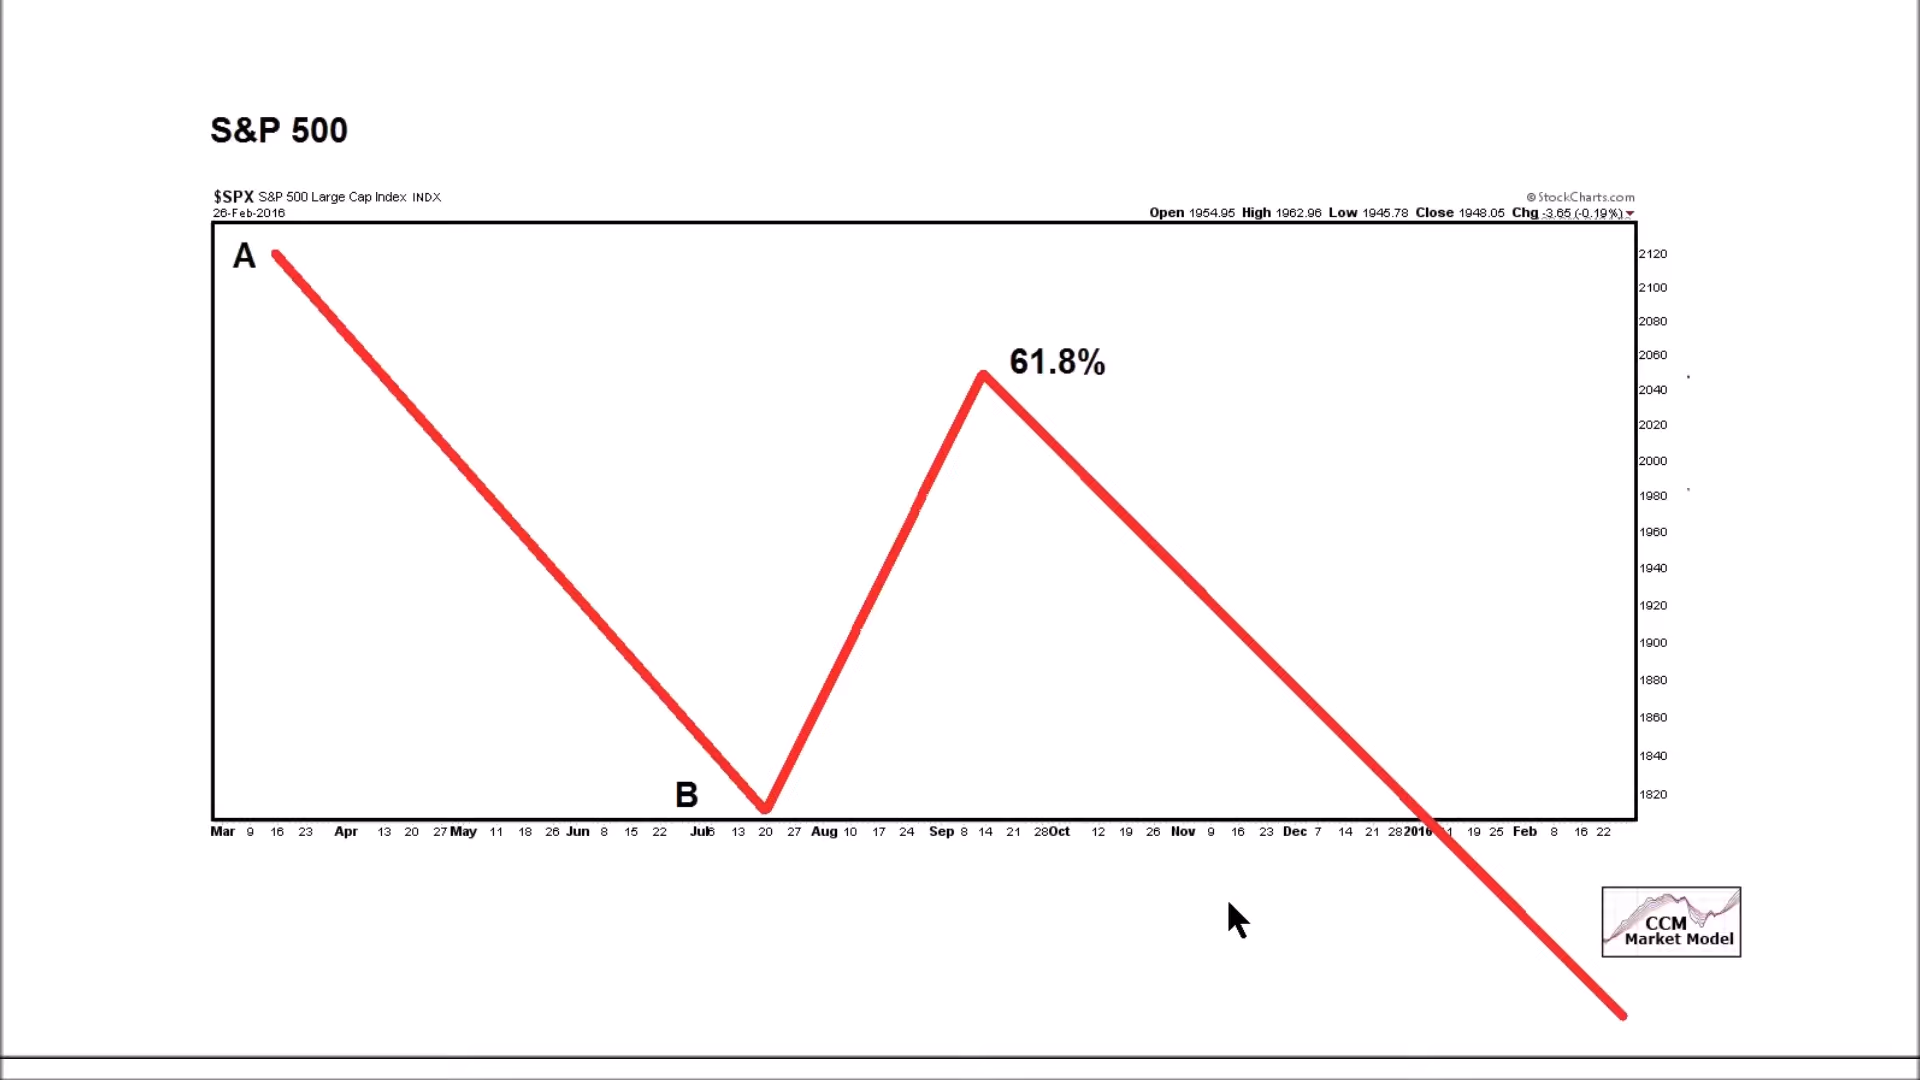 S&P 500
$SPX S&P 500 Large Cap Index INDX
© StockCharts.com
26-Feb-2016
Open 1954.95 High 1962.96 Low 1945.78 Close 1948.05 Chg -3.65 (-0.19%)
A
61.8%
B
2120
2100
2080
2060
2040
2020
2000
1980
1960
1940
1920
1900
1880
1860
1840
1820
Mar 9 16 23 Apr 13 20 27 May 11 18 26 Jun 8 15 22 Jul 6 13 20 27 Aug 10 17 24 Sep 8 14 21 28 Oct 12 19 26 Nov 9 16 23 Dec 7 14 21 28 2016 19 25 Feb 8 16 22
CCM
Market Model